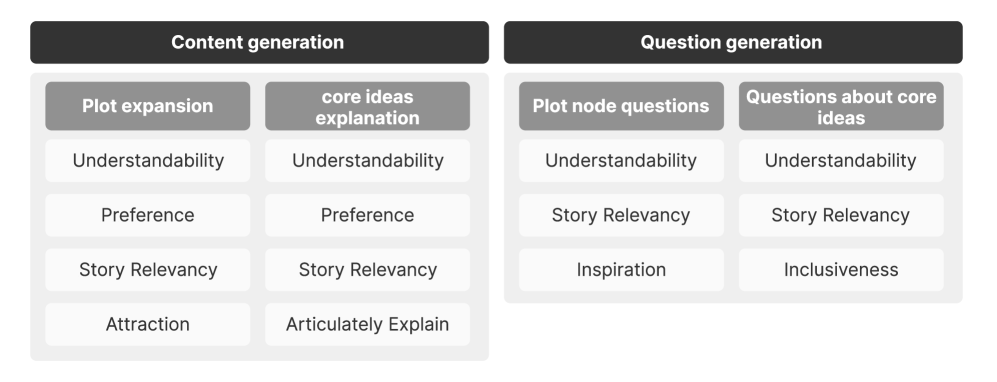 Content generation
Plot expansion
core ideas
explanation
Understandability
Understandability
Preference
Preference
Story Relevancy
Story Relevancy
Attraction
Articulately Explain
Question generation
Plot node questions
Questions about core
ideas
Understandability
Understandability
Story Relevancy
Story Relevancy
Inspiration
Inclusiveness